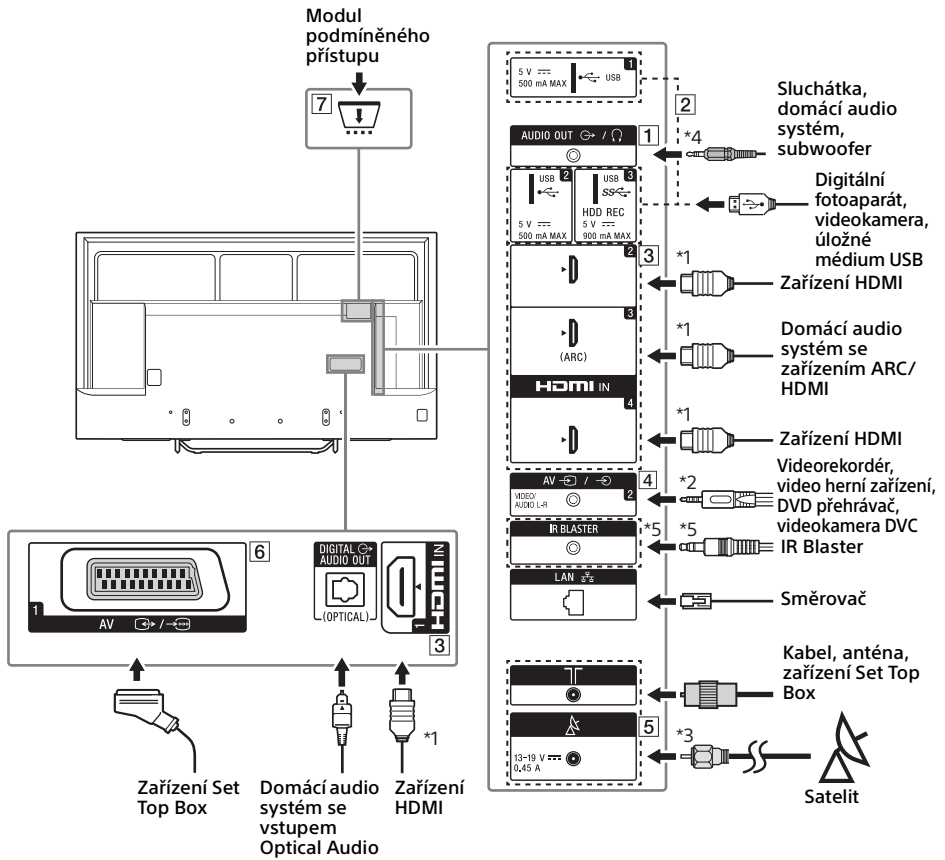 Modul
podmíněného
přístupu
7
5 V
500 mA MAX
USB
1
2
AUDIO OUT /
1
*4
Sluchátka,
domácí audio
systém,
subwoofer
USB 2
5 V
500 mA MAX
USB 3
SS
HDD REC
5 V
900 mA MAX
Digitální
fotoaparát,
videokamera,
úložné
médium USB
2
3
*1
Zařízení HDMI
3
(ARC)
*1
Domácí audio
systém se
zařízením ARC/
HDMI
HDMI IN
4
*1
Zařízení HDMI
AV /
VIDEO/
AUDIO L-R
2
4
*2
Videorekordér,
video herní zařízení,
DVD přehrávač,
videokamera DVC
IR BLASTER
*5
*5
IR Blaster
LAN
Směrovač
Kabel, anténa,
zařízení Set Top
Box
13–19 V
0.45 A
5
*3
Satelit
6
1
AV /
DIGITAL
AUDIO OUT
(OPTICAL)
HDMI IN
1
3
*1
Zařízení Set
Top Box
Domácí audio
systém se
vstupem
Optical Audio
Zařízení
HDMI